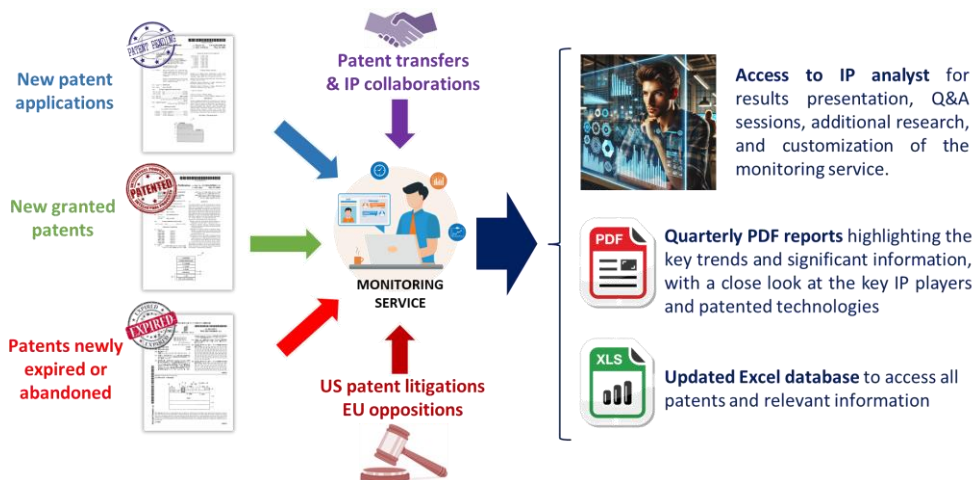 New patent
applications
PATENT PENDING
New granted
patents
PATENTED
Patents newly
expired or
abandoned
EXPIRED
EXPIRED
EXPIRED
Patent transfers
& IP collaborations
MONITORING
SERVICE
US patent litigations
EU oppositions
Access to IP analyst for
results presentation, Q&A
sessions, additional research,
and customization of the
monitoring service.
PDF
Quarterly PDF reports highlighting the
key trends and significant information,
with a close look at the key IP players
and patented technologies
XLS
Updated Excel database to access all
patents and relevant information